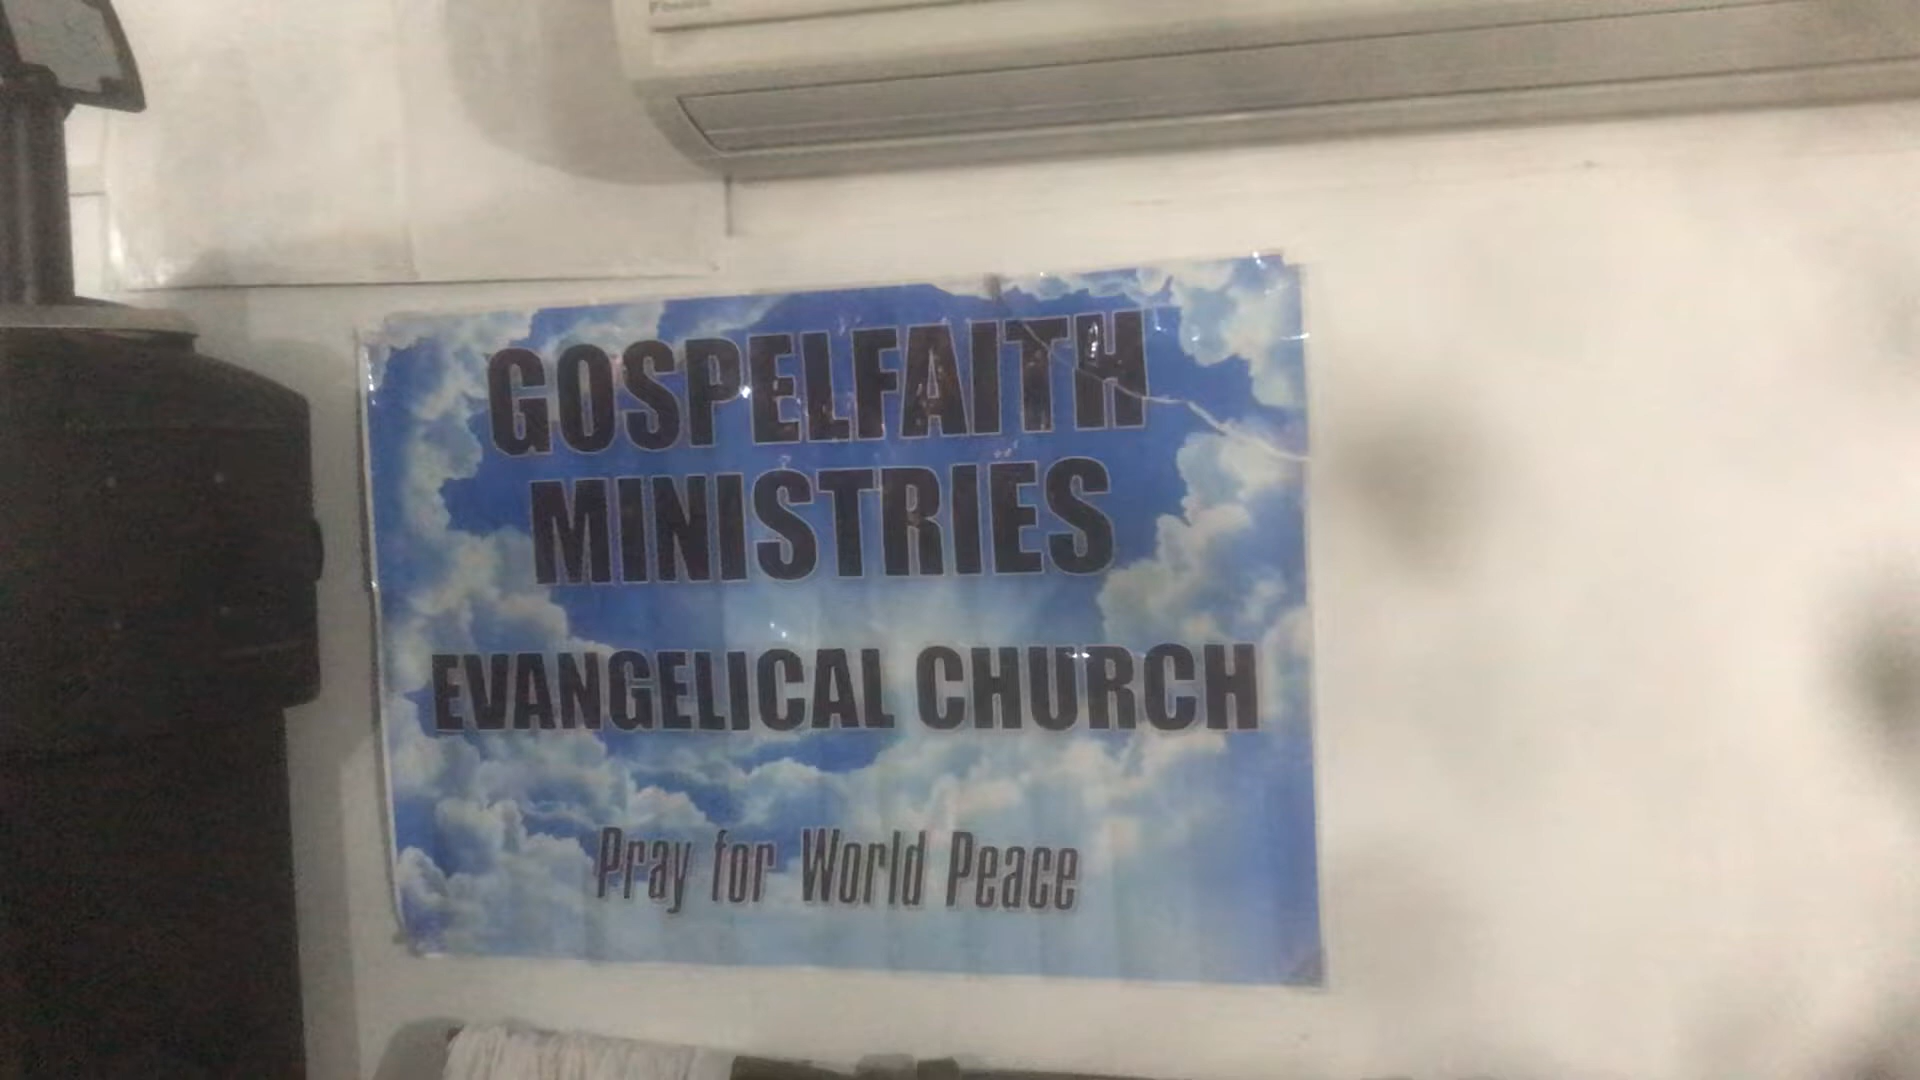 GOSPELFAITH
MINISTRIES
EVANGELICAL CHURCH
Pray for World Peace